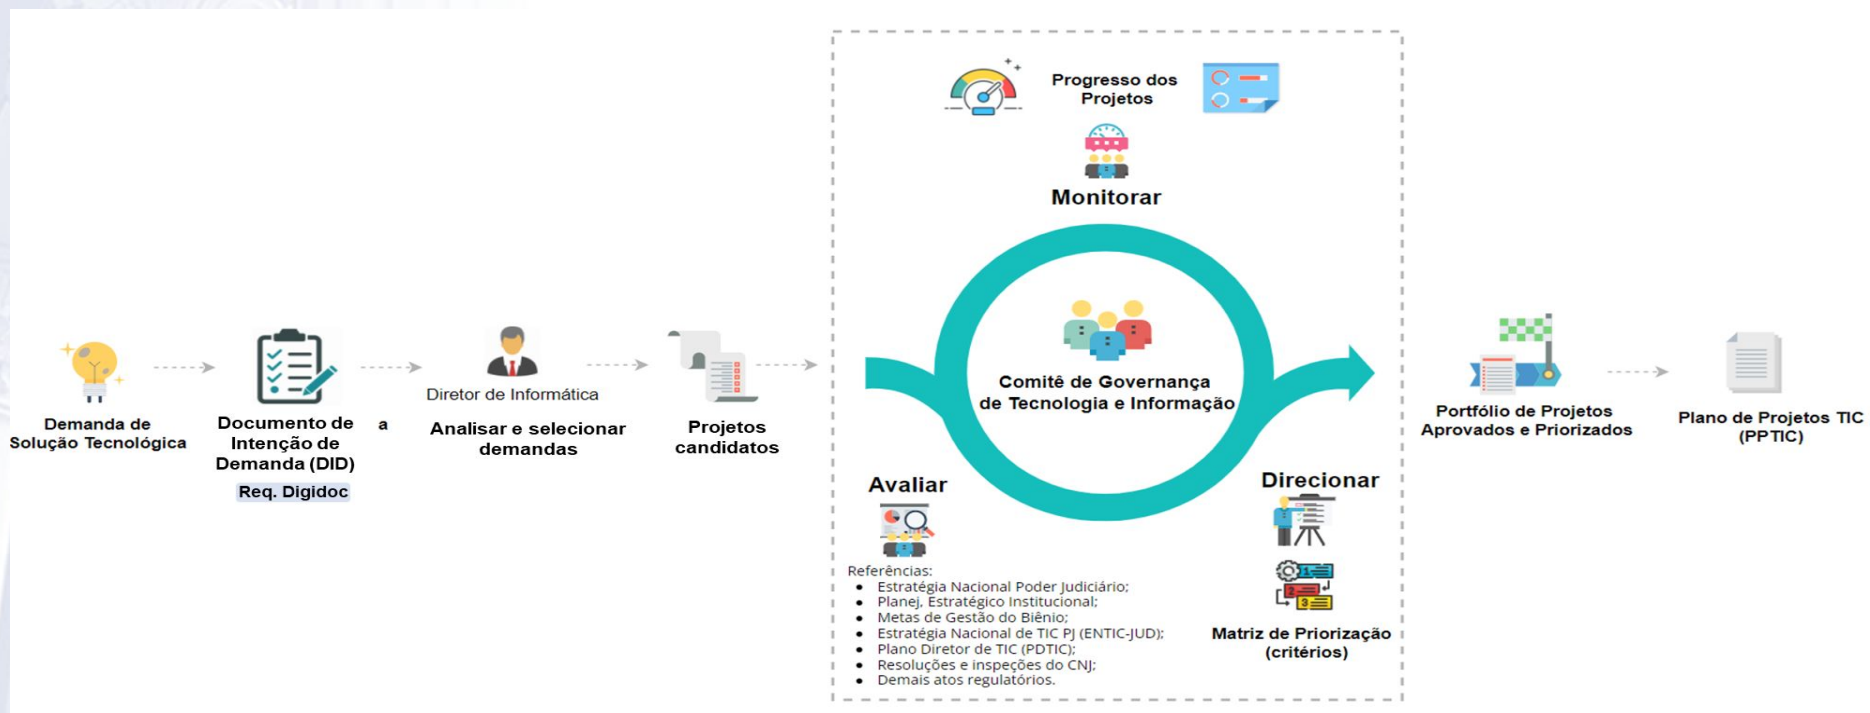 Demanda de
Solução Tecnológica
Documento de
Intenção de
Demanda (DID)
Req. Digidoc
a
Diretor de Informática
Analisar e selecionar
demandas
Projetos
candidatos
Progresso dos
Projetos
Monitorar
Comitê de Governança
de Tecnologia e Informação
Avaliar
Referências:
• Estratégia Nacional Poder Judiciário;
• Planej, Estratégico Institucional;
• Metas de Gestão do Biênio;
• Estratégia Nacional de TIC PJ (ENTIC-JUD);
• Plano Diretor de TIC (PDTIC);
• Resoluções e inspeções do CNJ;
• Demais atos regulatórios.
Direcionar
1
2
3
Matriz de Priorização
(critérios)
Portfólio de Projetos
Aprovados e Priorizados
Plano de Projetos TIC
(PPTIC)